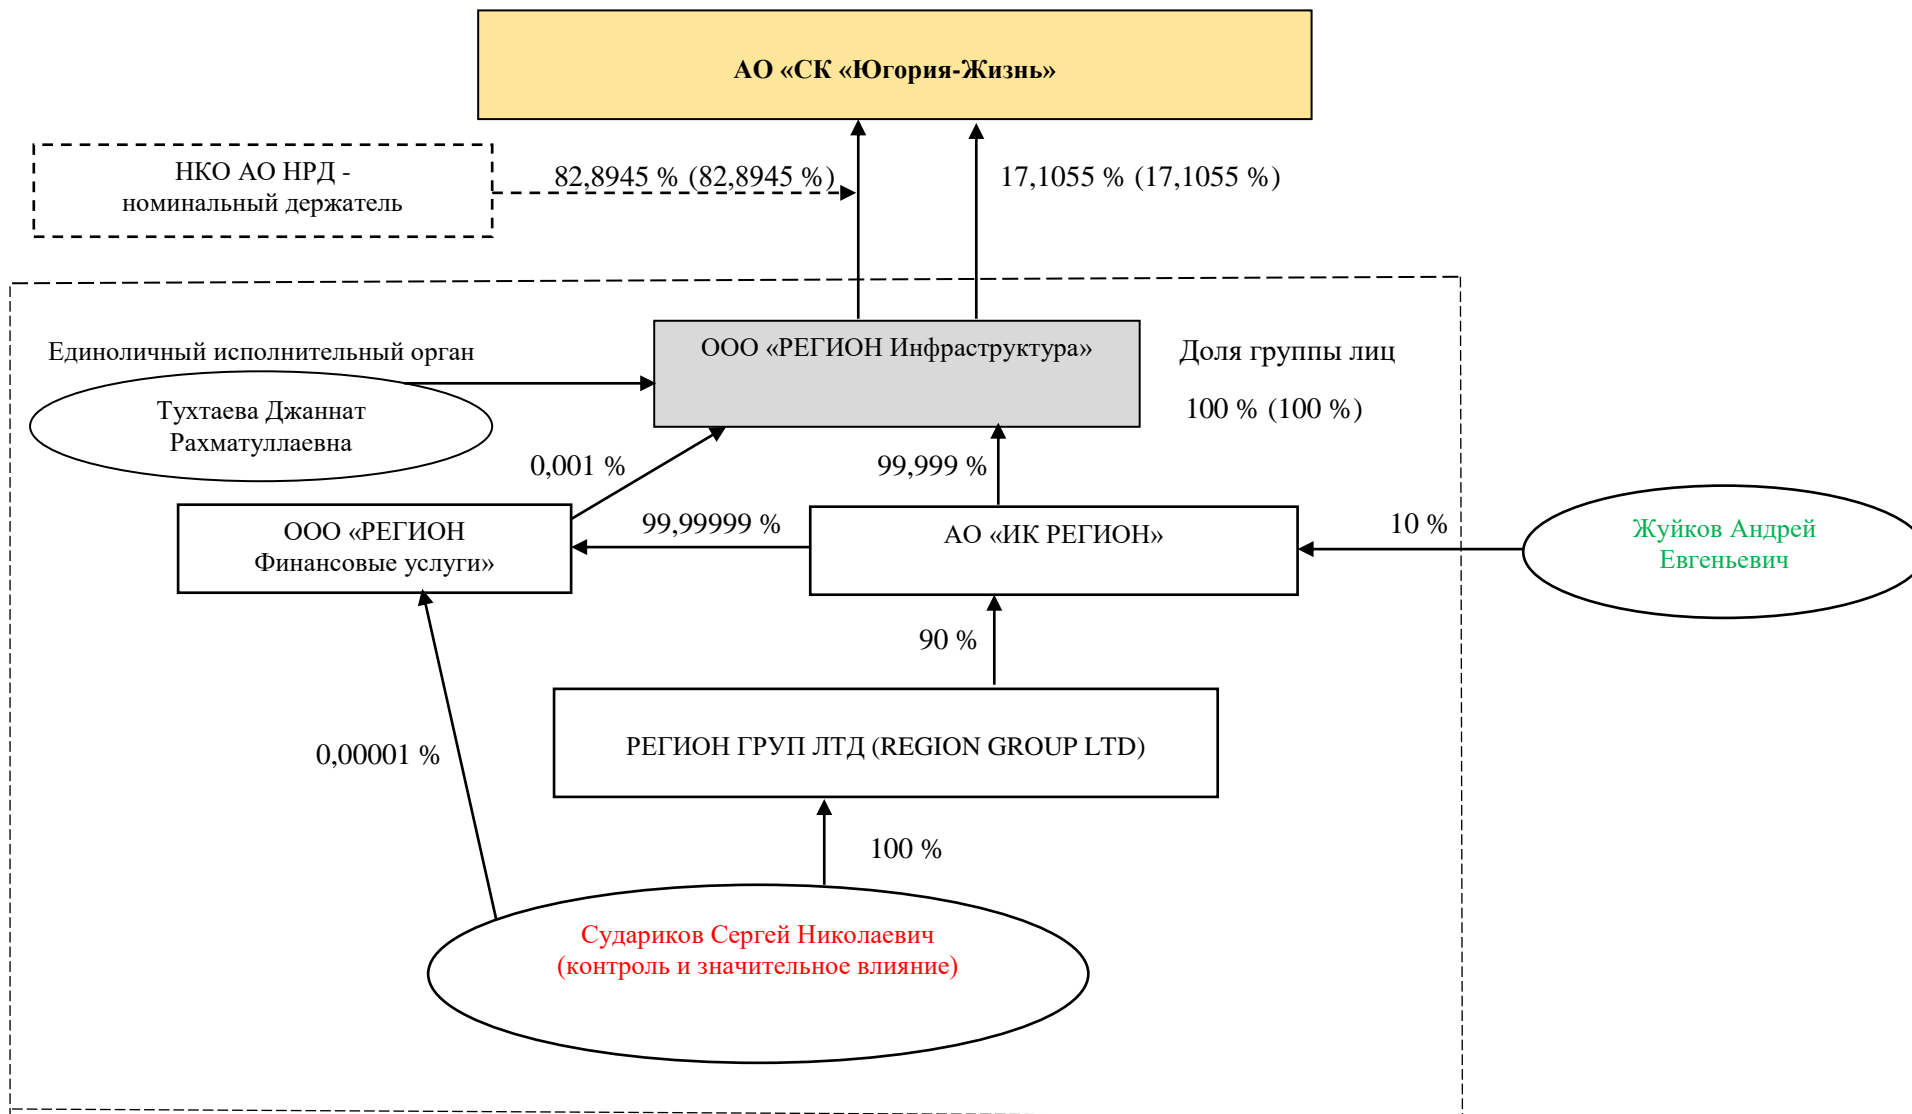 АО «СК «Югория-Жизнь»
НКО АО НРД -
номинальный держатель
82,8945 % (82,8945 %)
17,1055 % (17,1055 %)
Единоличный исполнительный орган
ООО «РЕГИОН Инфраструктура»
Доля группы лиц
100 % (100 %)
Тухтаева Джаннат
Рахматуллаевна
0,001 %
99,999 %
ООО «РЕГИОН
Финансовые услуги»
99,99999 %
АО «ИК РЕГИОН»
10 %
Жуйков Андрей
Евгеньевич
90 %
РЕГИОН ГРУП ЛТД (REGION GROUP LTD)
0,00001 %
100 %
Судариков Сергей Николаевич
(контроль и значительное влияние)